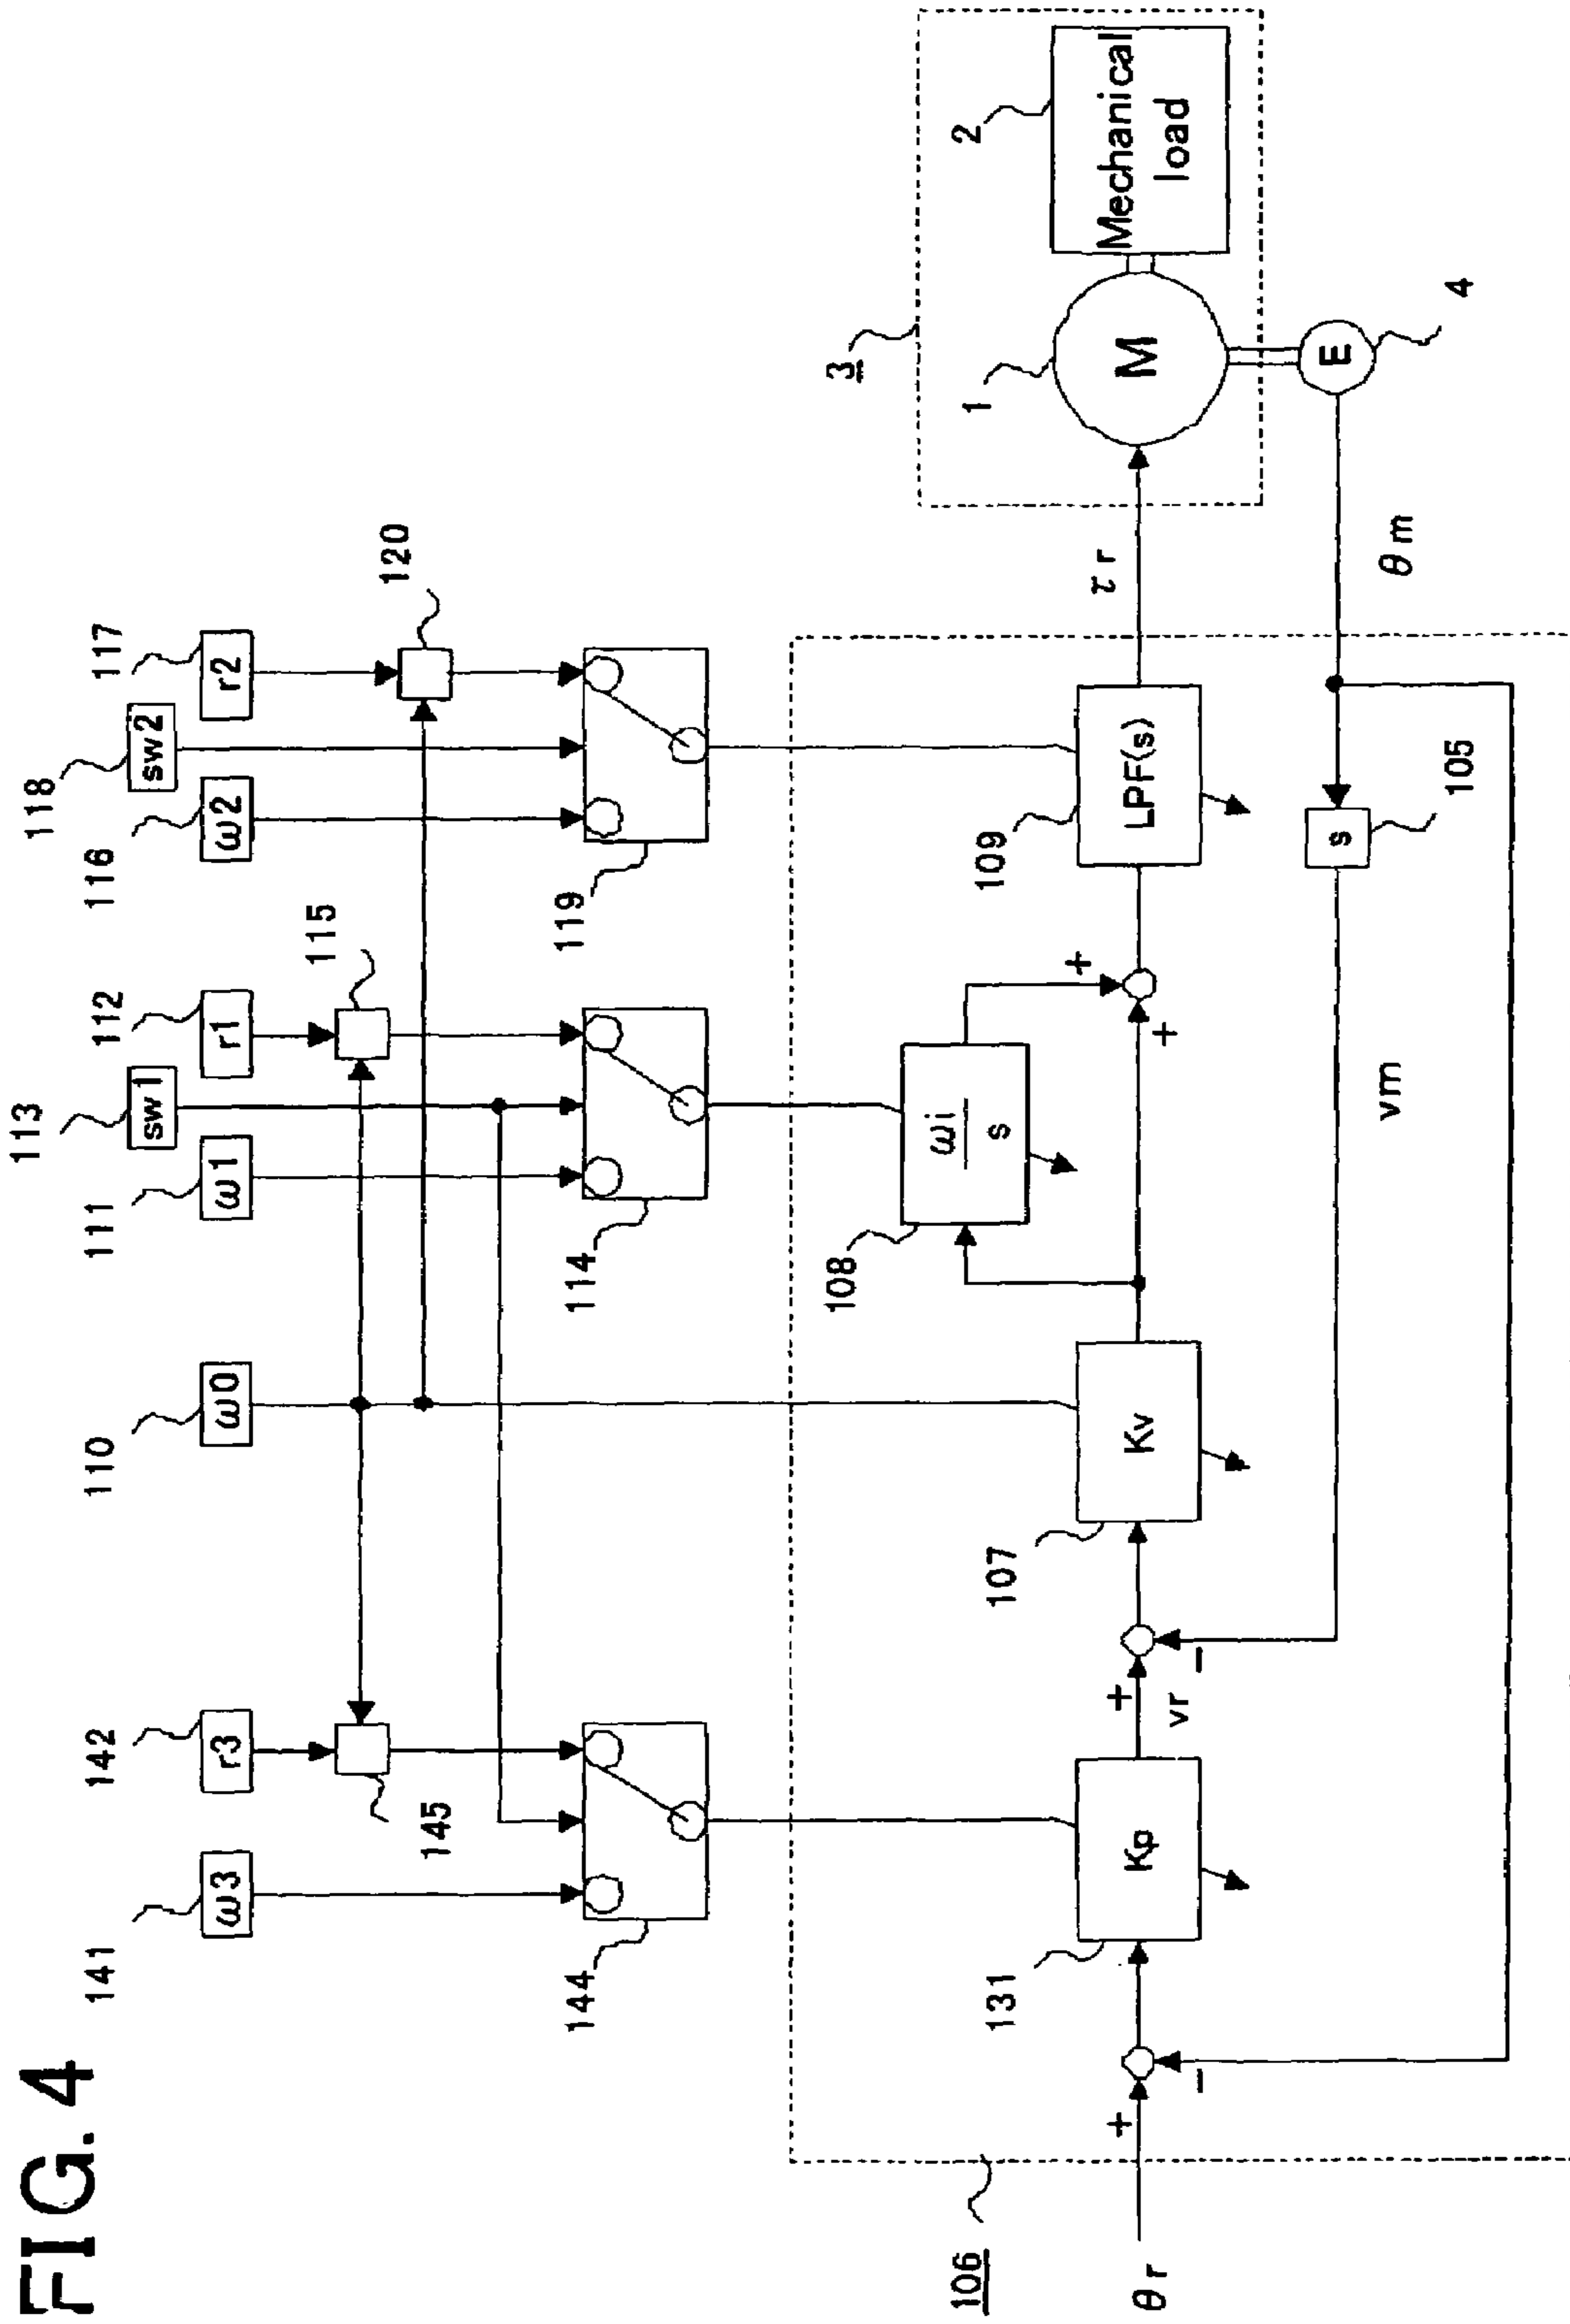 FIG. 4
113
118
141
142
110
111
112
116
117
sw1
sw2
ω3
r3
ω0
ω1
r1
ω2
r2
145
115
120
144
114
119
3
2
108
ωi
s
106
131
107
109
1
Mechanical
load
θr
+
Kp
+
vr
Kv
+
+
LPF(s)
τr
M
−
−
vm
s
105
θm
E
4